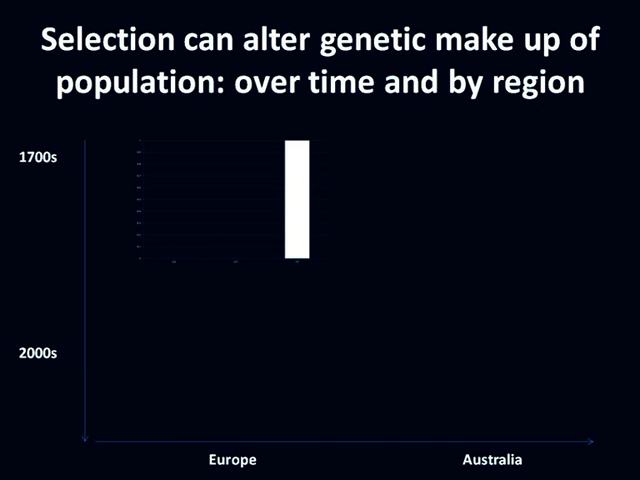 Selection can alter genetic make up of
population: over time and by region
1700s
2000s
Europe
Australia